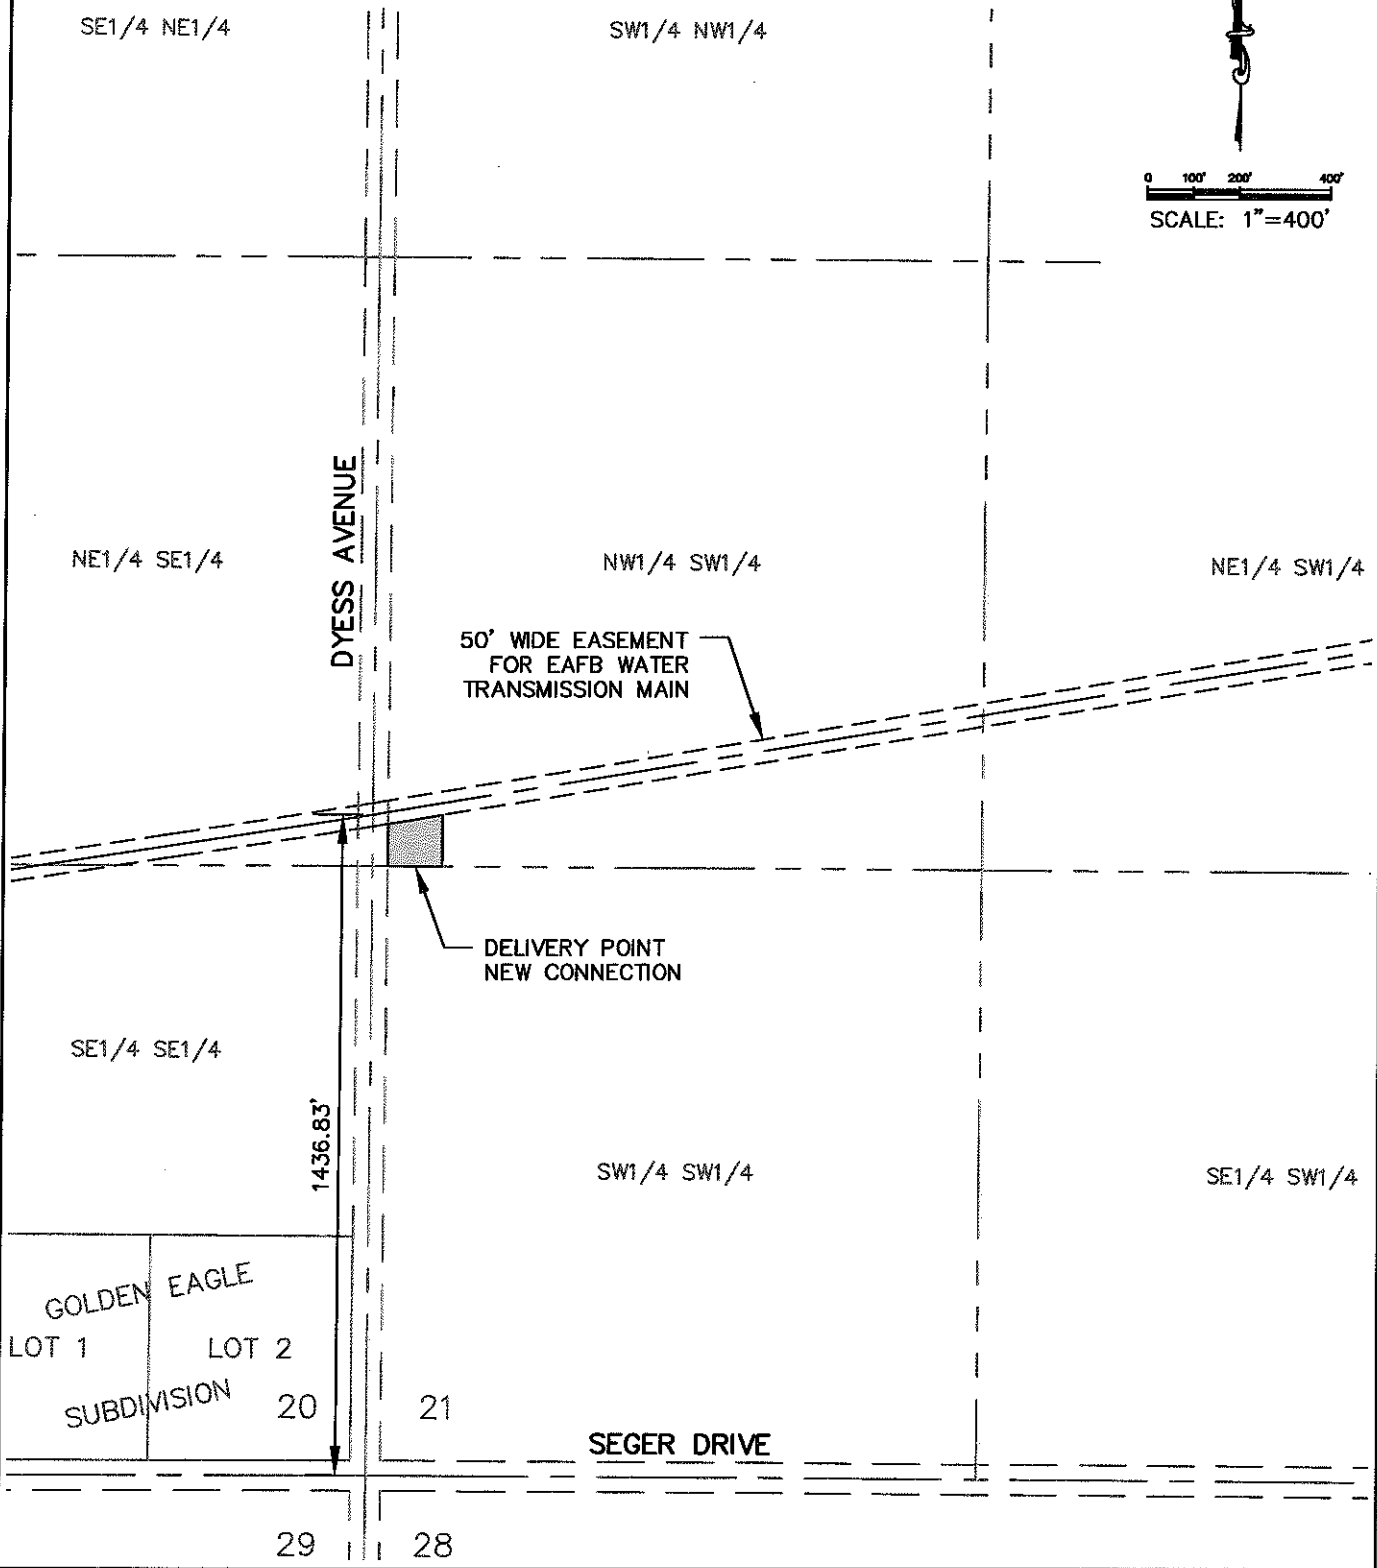 SE1/4 NE1/4
SW1/4 NW1/4
0 100' 200' 400'
SCALE: 1"=400'
DYESS AVENUE
NE1/4 SE1/4
NW1/4 SW1/4
NE1/4 SW1/4
50' WIDE EASEMENT
FOR EAFB WATER
TRANSMISSION MAIN
DELIVERY POINT
NEW CONNECTION
SE1/4 SE1/4
1436.83'
SW1/4 SW1/4
SE1/4 SW1/4
GOLDEN EAGLE
LOT 1
LOT 2
SUBDIVISION
20
21
SEGER DRIVE
29
28